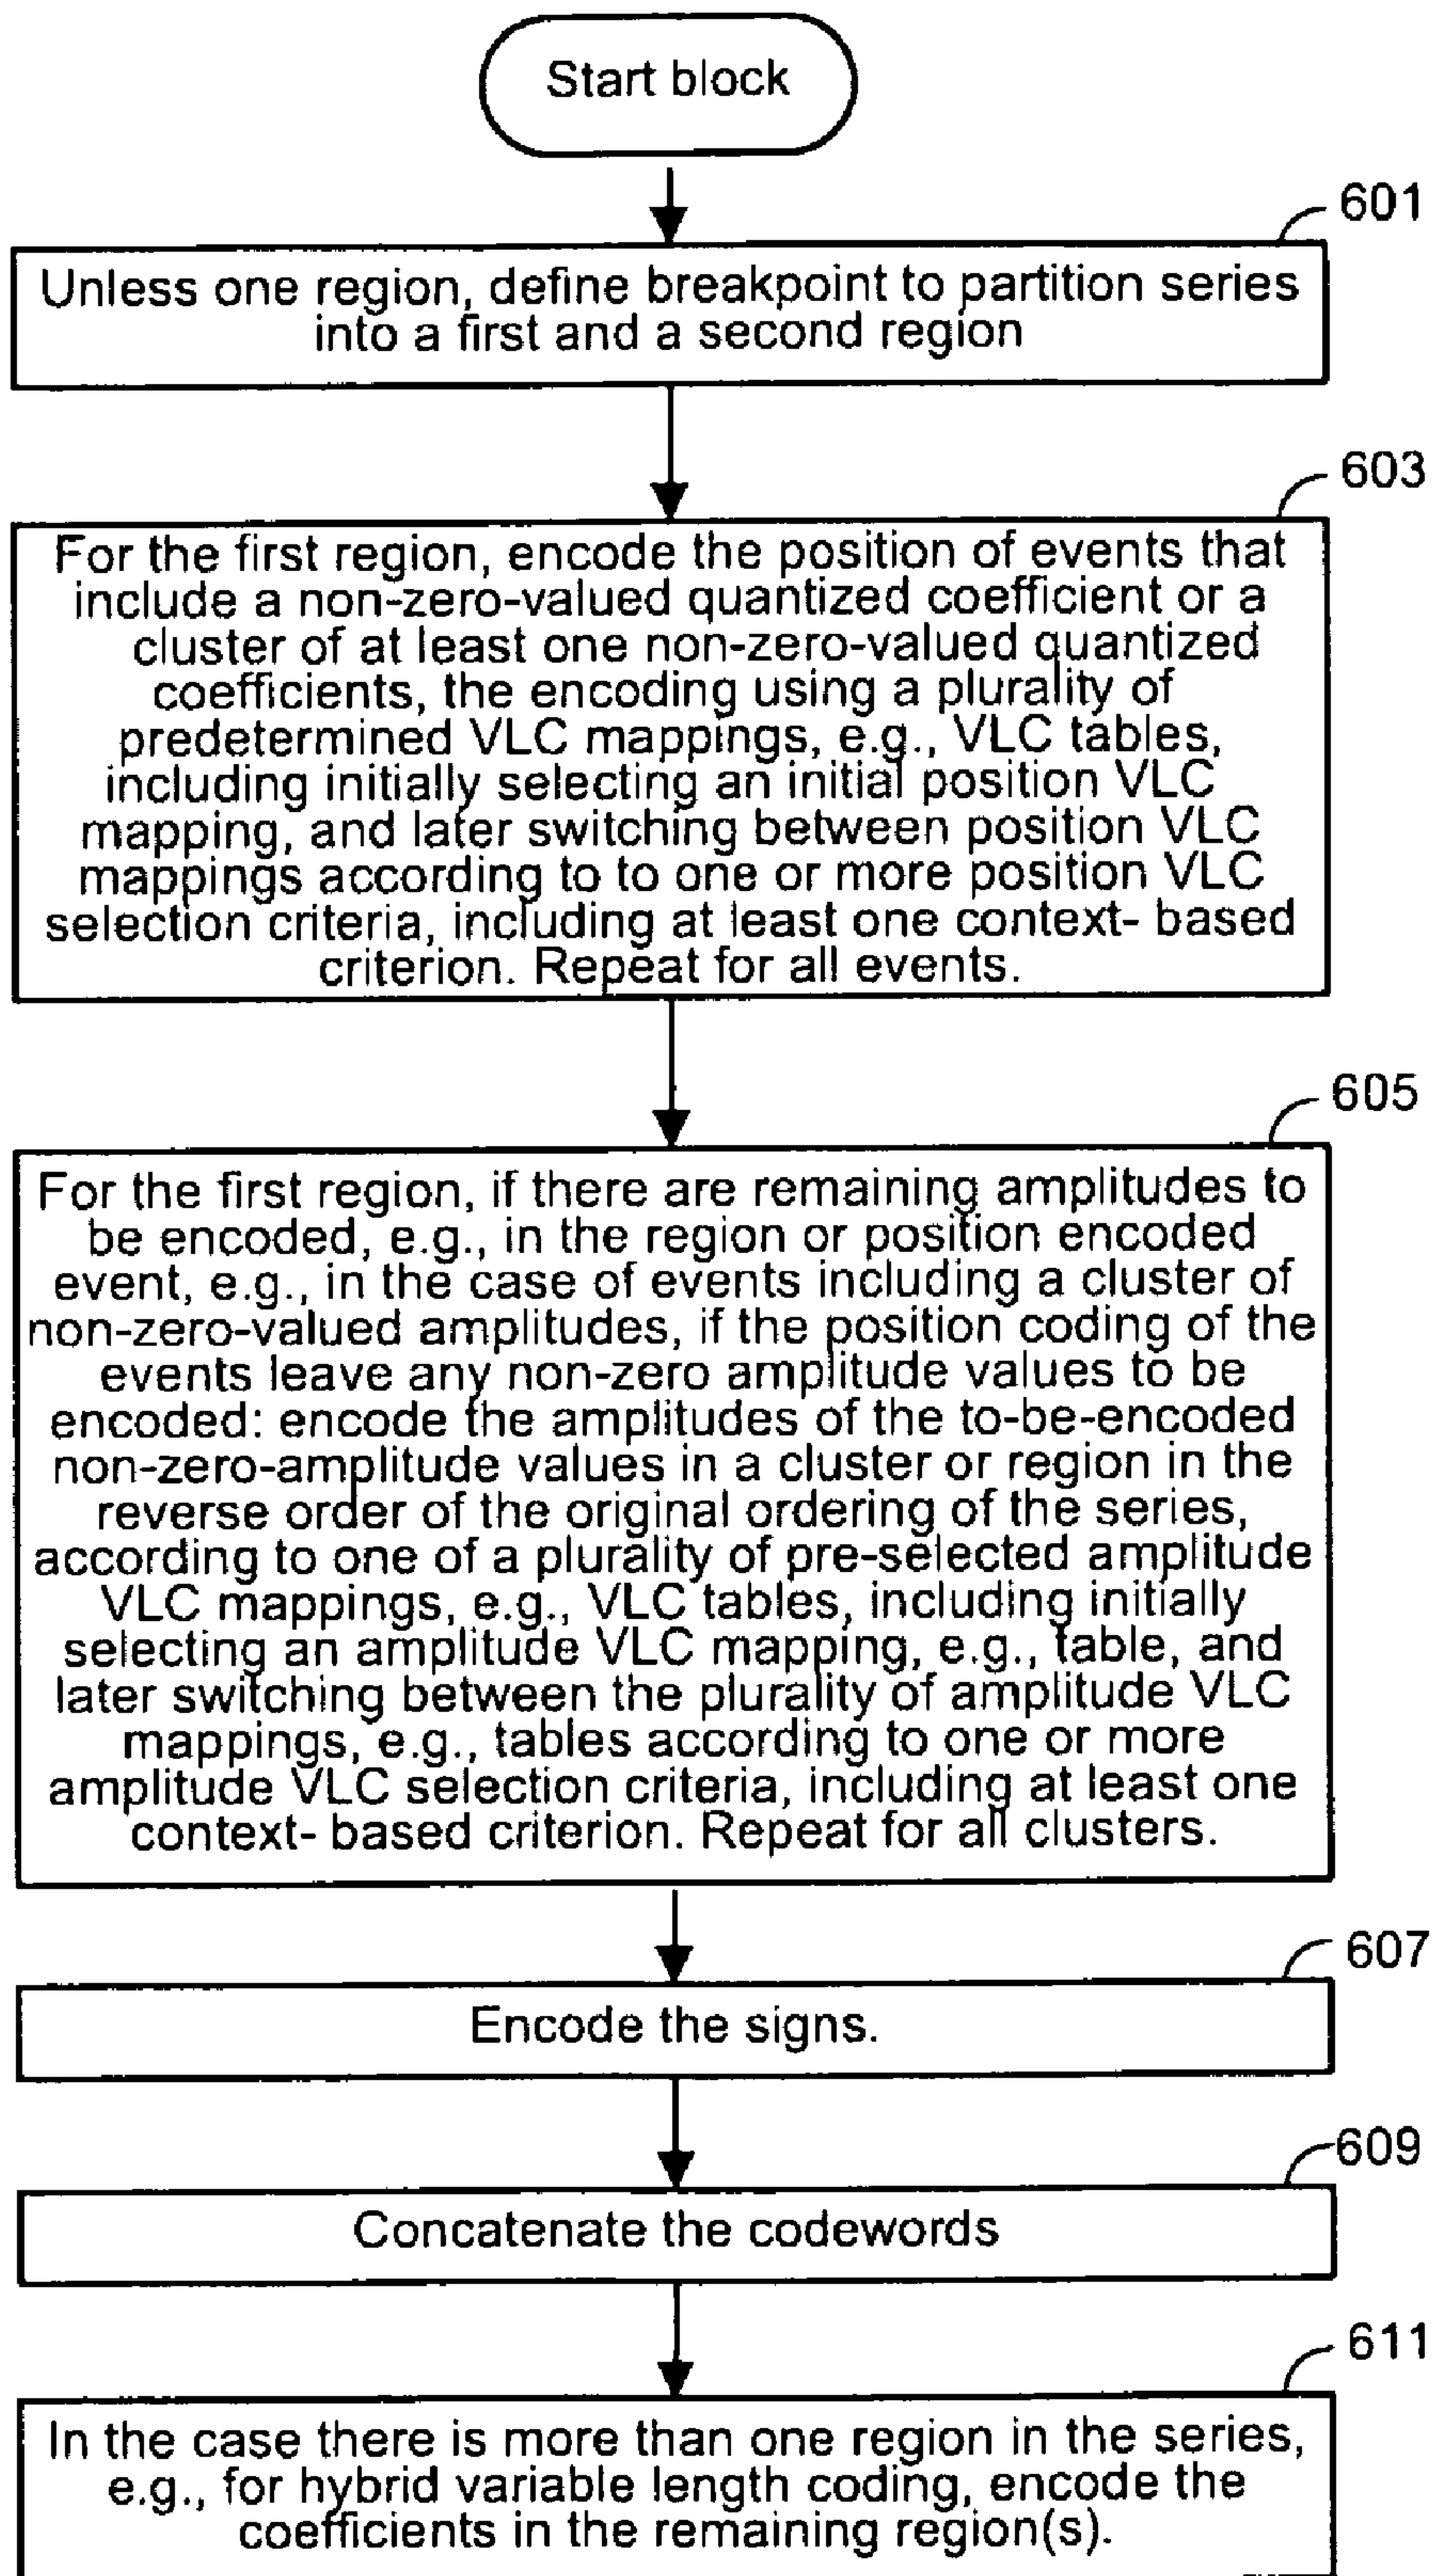 Start block
601
Unless one region, define breakpoint to partition series
into a first and a second region
603
For the first region, encode the position of events that
include a non-zero-valued quantized coefficient or a
cluster of at least one non-zero-valued quantized
coefficients, the encoding using a plurality of
predetermined VLC mappings, e.g., VLC tables,
including initially selecting an initial position VLC
mapping, and later switching between position VLC
mappings according to to one or more position VLC
selection criteria, including at least one context- based
criterion. Repeat for all events.
605
For the first region, if there are remaining amplitudes to
be encoded, e.g., in the region or position encoded
event, e.g., in the case of events including a cluster of
non-zero-valued amplitudes, if the position coding of the
events leave any non-zero amplitude values to be
encoded: encode the amplitudes of the to-be-encoded
non-zero-amplitude values in a cluster or region in the
reverse order of the original ordering of the series,
according to one of a plurality of pre-selected amplitude
VLC mappings, e.g., VLC tables, including initially
selecting an amplitude VLC mapping, e.g., table, and
later switching between the plurality of amplitude VLC
mappings, e.g., tables according to one or more
amplitude VLC selection criteria, including at least one
context- based criterion. Repeat for all clusters.
607
Encode the signs.
609
Concatenate the codewords
611
In the case there is more than one region in the series,
e.g., for hybrid variable length coding, encode the
coefficients in the remaining region(s).